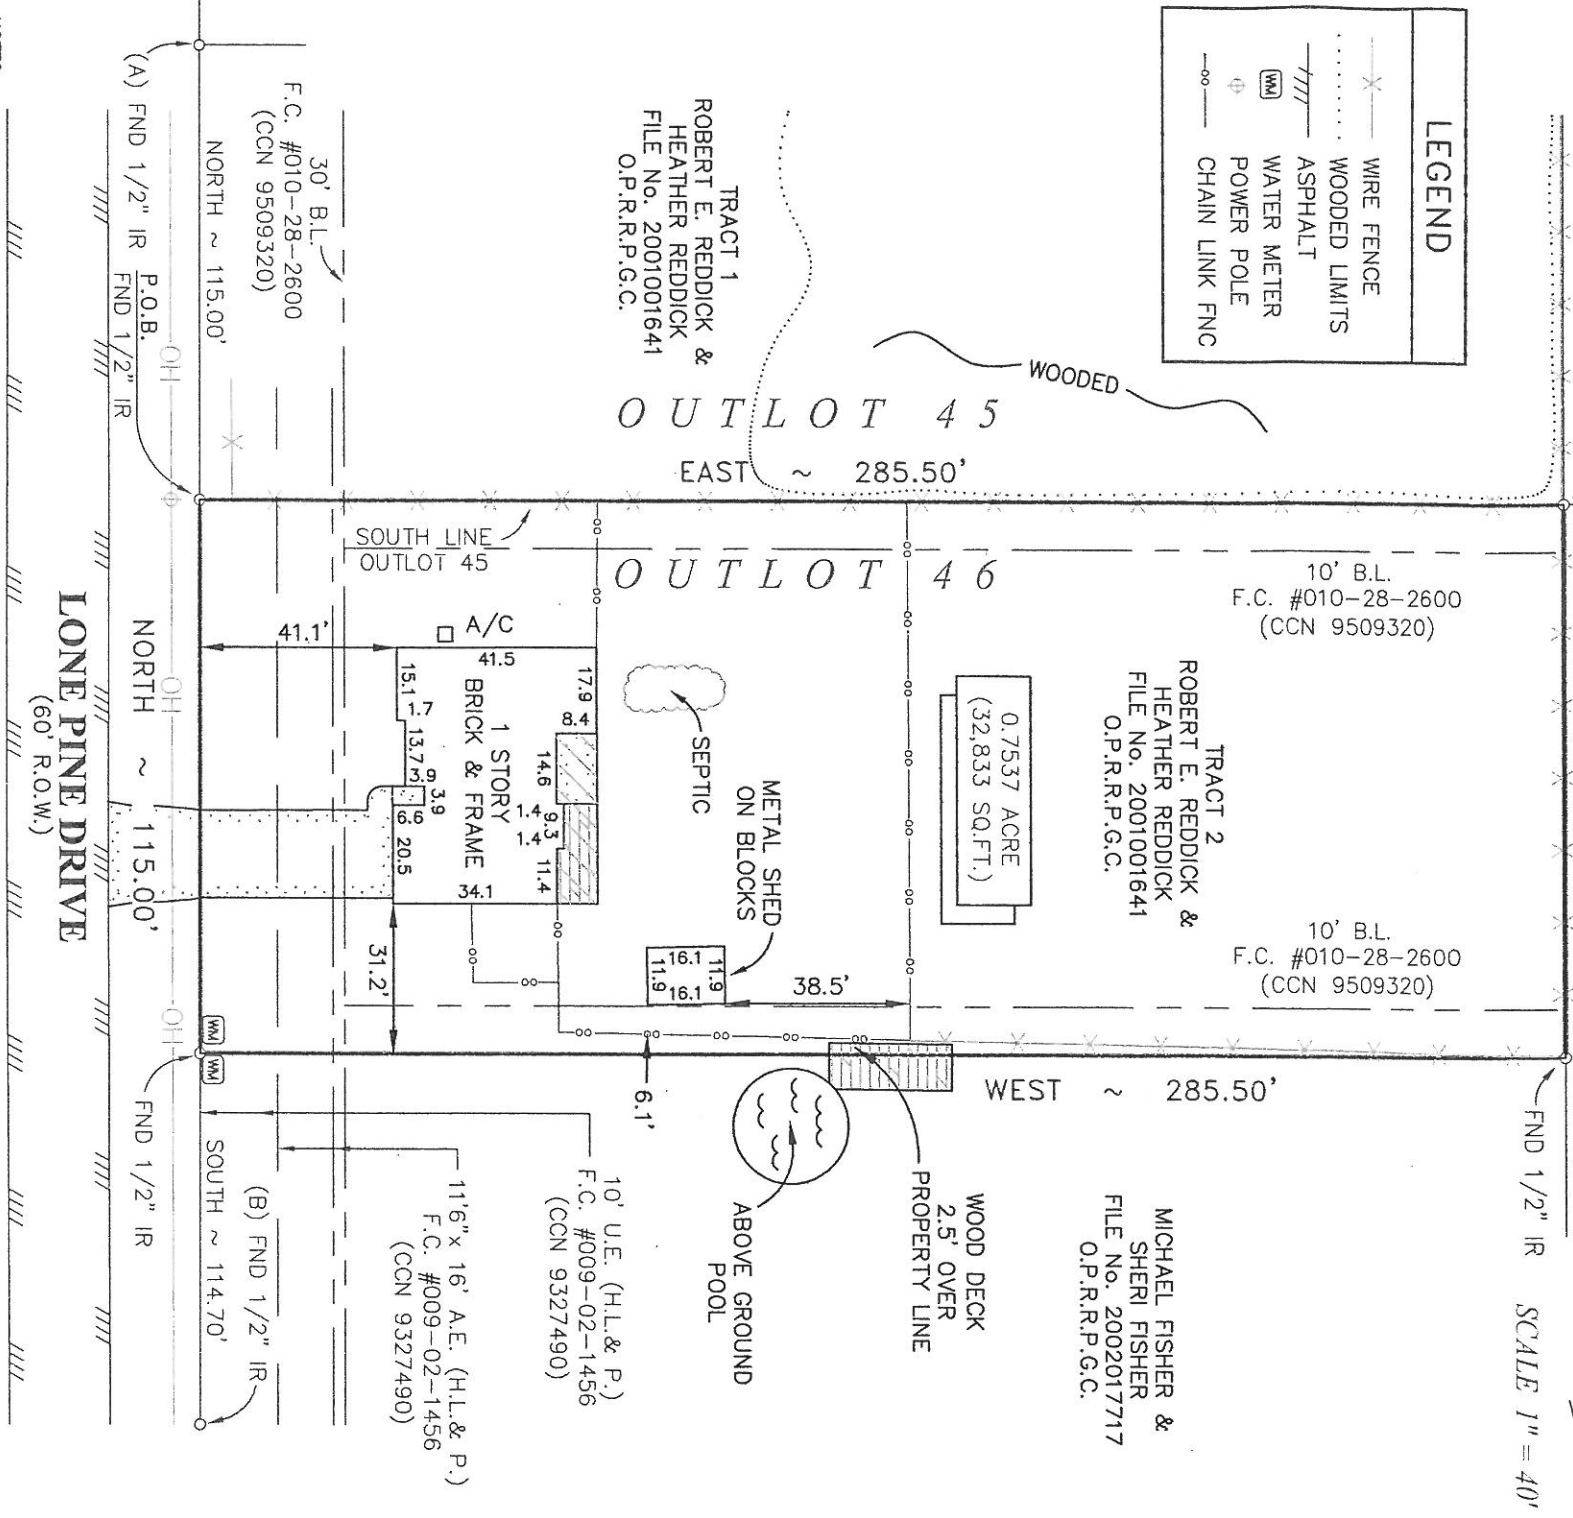 LEGEND
WIRE FENCE
WOODED LIMITS
ASPHALT
WM WATER METER
POWER POLE
CHAIN LINK FNC
30' B.L.
F.C. #010-28-2600
(CCN 9509320)
NORTH ~ 115.00'
(A) FND 1/2" IR
P.O.B.
FND 1/2" IR
TRACT 1
ROBERT E. REDDICK &
HEATHER REDDICK
FILE No. 2001001641
O.P.R.R.P.G.C.
WOODED
OUTLOT 45
EAST ~ 285.50'
SOUTH LINE
OUTLOT 45
OUTLOT 46
10' B.L.
F.C. #010-28-2600
(CCN 9509320)
TRACT 2
ROBERT E. REDDICK &
HEATHER REDDICK
FILE No. 2001001641
O.P.R.R.P.G.C.
0.7537 ACRE
(32,833 SQ.FT.)
10' B.L.
F.C. #010-28-2600
(CCN 9509320)
41.1'
A/C
41.5
17.9
8.4
14.6
1.4
9.3
1.4
11.4
15.1
1.7
13.7
3.9
3.9
6.6
20.5
34.1
1 STORY
BRICK & FRAME
SEPTIC
METAL SHED
ON BLOCKS
16.1
11.9
11.9
16.1
38.5'
31.2'
6.1'
OH
OH
OH
NORTH ~ 115.00'
LONE PINE DRIVE
(60' R.O.W.)
WM
WM
WEST ~ 285.50'
FND 1/2" IR
FND 1/2" IR
SOUTH ~ 114.70'
(B) FND 1/2" IR
11'6" x 16' A.E. (H.L.& P.)
F.C. #009-02-1456
(CCN 9327490)
10' U.E. (H.L.& P.)
F.C. #009-02-1456
(CCN 9327490)
ABOVE GROUND
POOL
WOOD DECK
2.5' OVER
PROPERTY LINE
MICHAEL FISHER &
SHERI FISHER
FILE No. 2002017717
O.P.R.R.P.G.C.
SCALE 1" = 40'